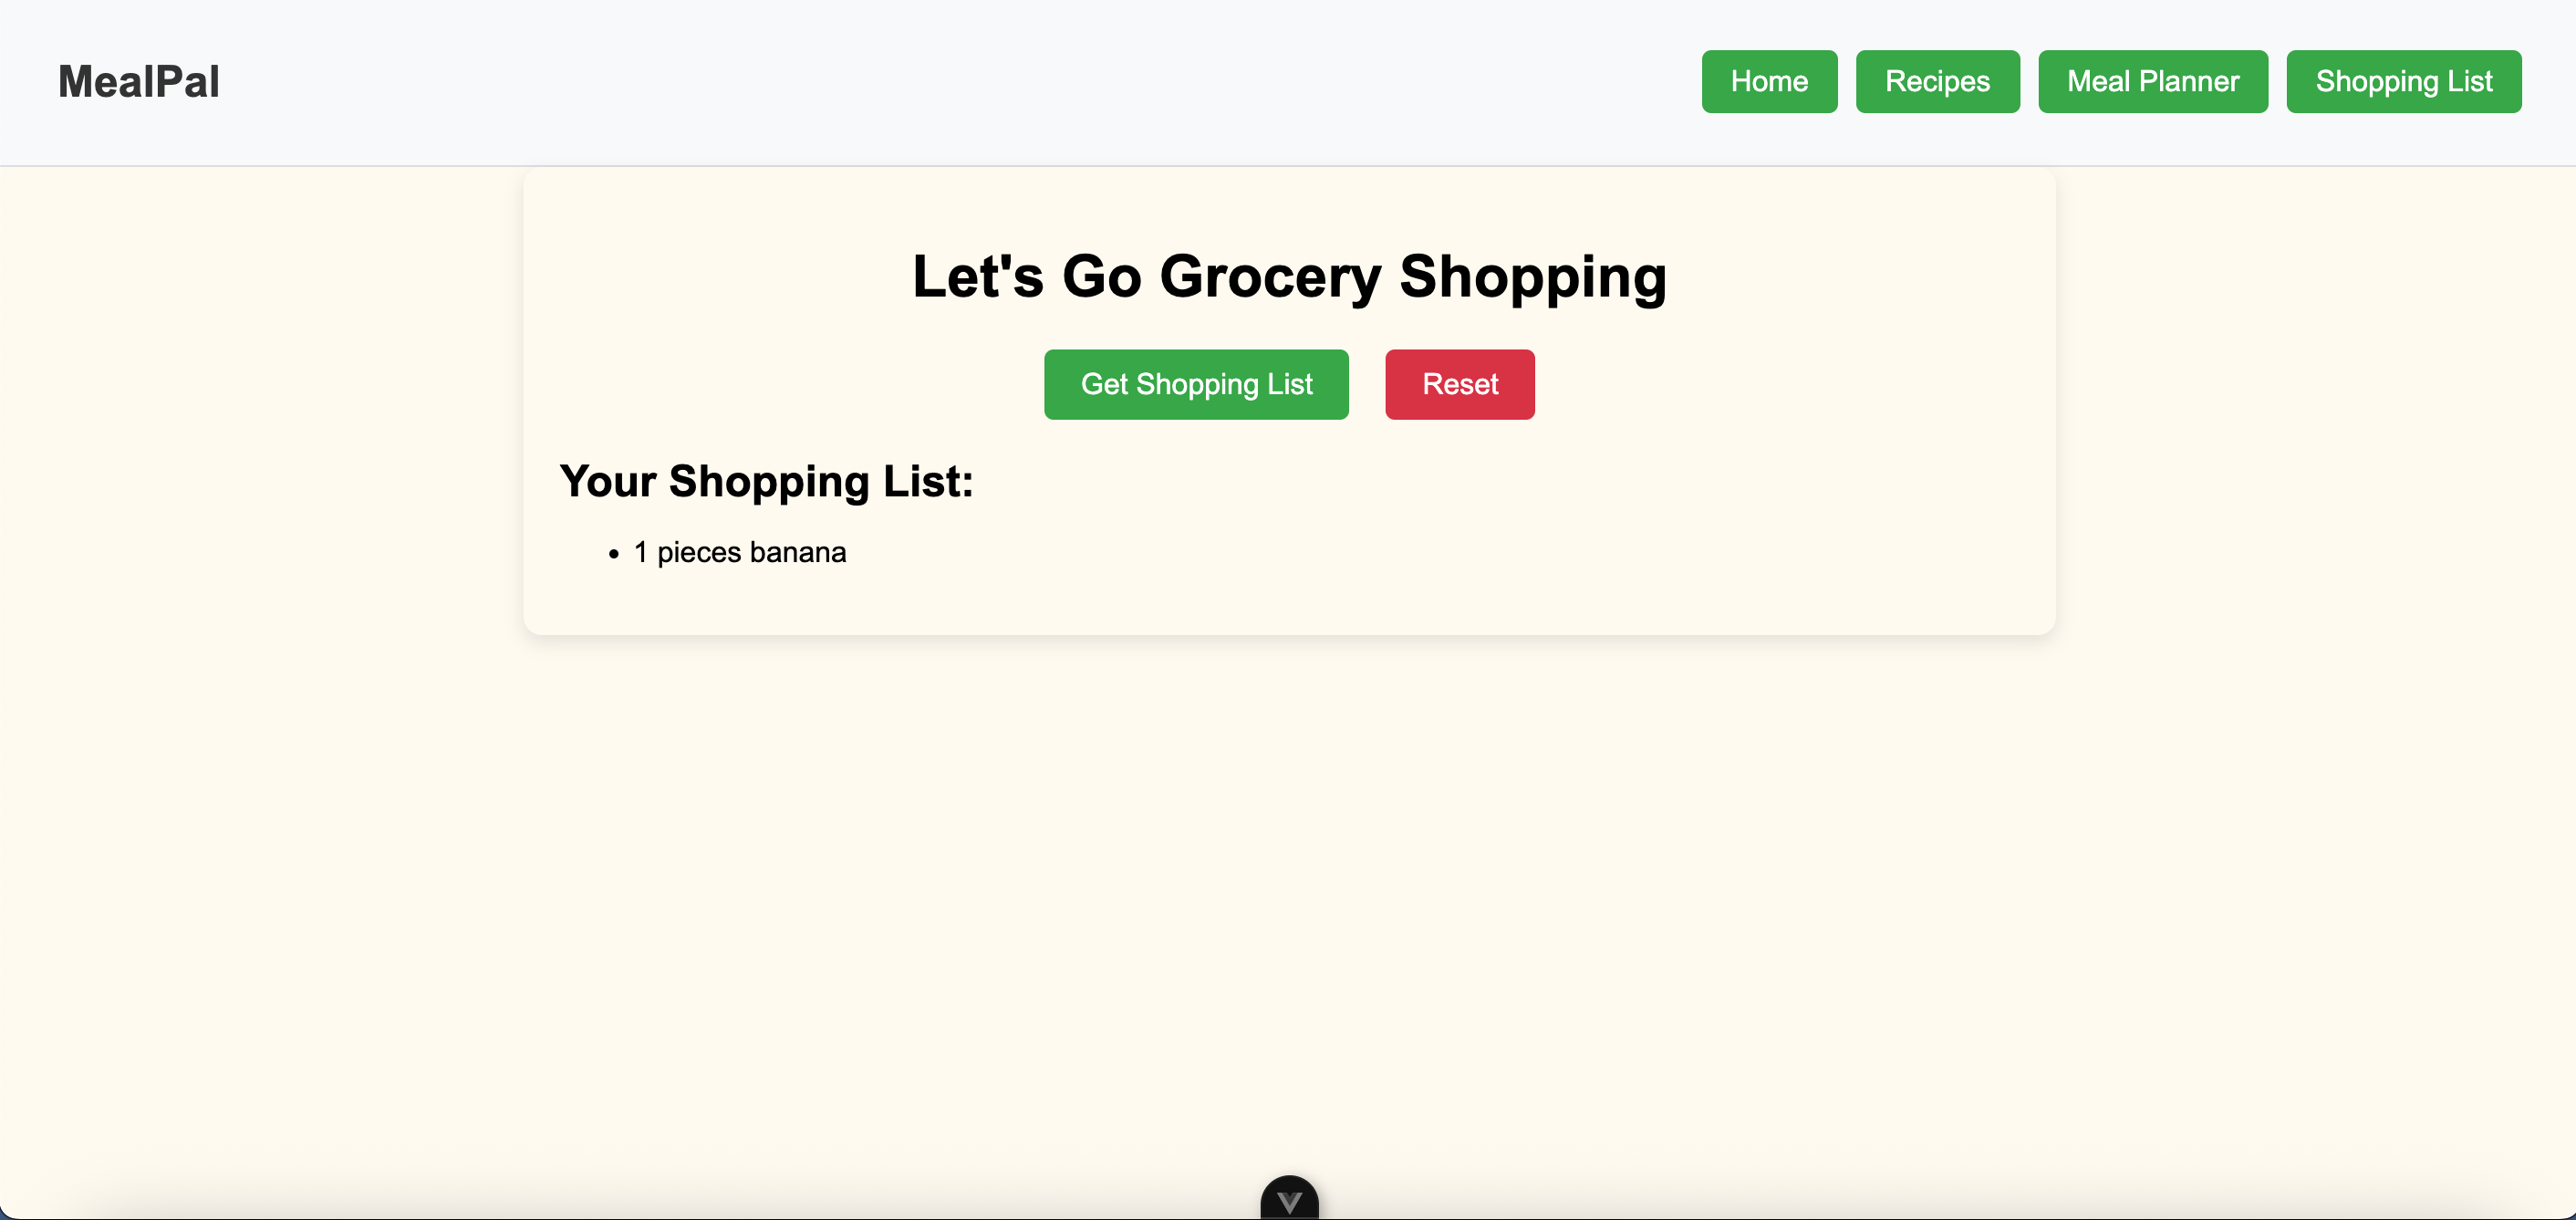 MealPal
Home Recipes Meal Planner Shopping List
Let's Go Grocery Shopping
Get Shopping List Reset
Your Shopping List:
• 1 pieces banana